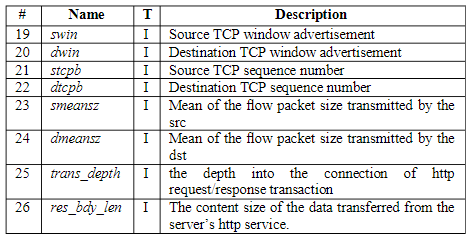 # Name T Description
19 swin I Source TCP window advertisement
20 dwin I Destination TCP window advertisement
21 stcpb I Source TCP sequence number
22 dtcpb I Destination TCP sequence number
23 smeansz I Mean of the flow packet size transmitted by the
src
24 dmeansz I Mean of the flow packet size transmitted by the
dst
25 trans_depth I the depth into the connection of http
request/response transaction
26 res_bdy_len I The content size of the data transferred from the
server’s http service.